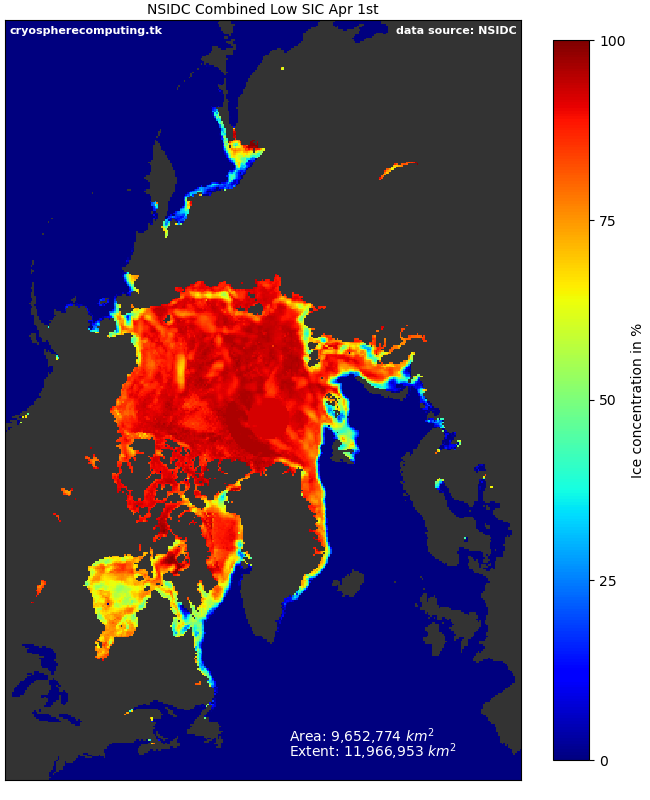 NSIDC Combined Low SIC Apr 1st
cryospherecomputing.tk
data source: NSIDC
100
75
50
25
0
Ice concentration in %
Area: 9,652,774 km²
Extent: 11,966,953 km²